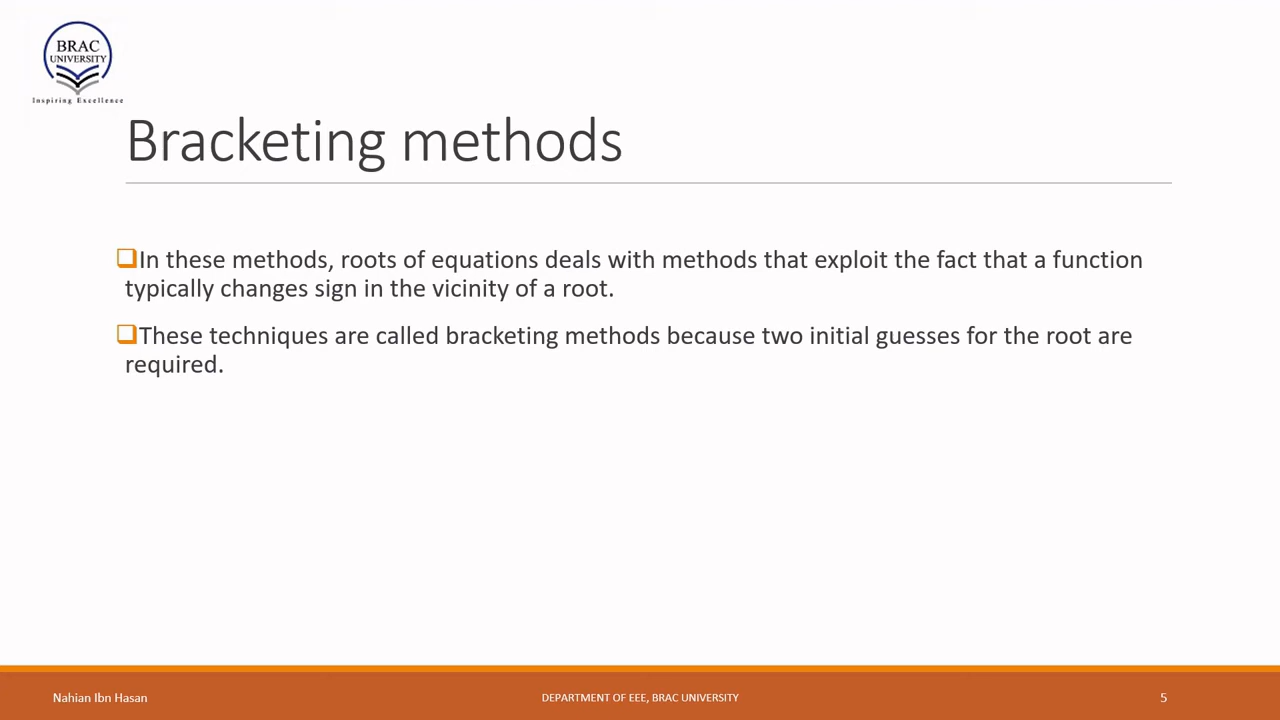 BRAC
UNIVERSITY
Inspiring Excellence
Bracketing methods
❑In these methods, roots of equations deals with methods that exploit the fact that a function
typically changes sign in the vicinity of a root.
❑These techniques are called bracketing methods because two initial guesses for the root are
required.
Nahian Ibn Hasan
DEPARTMENT OF EEE, BRAC UNIVERSITY
5